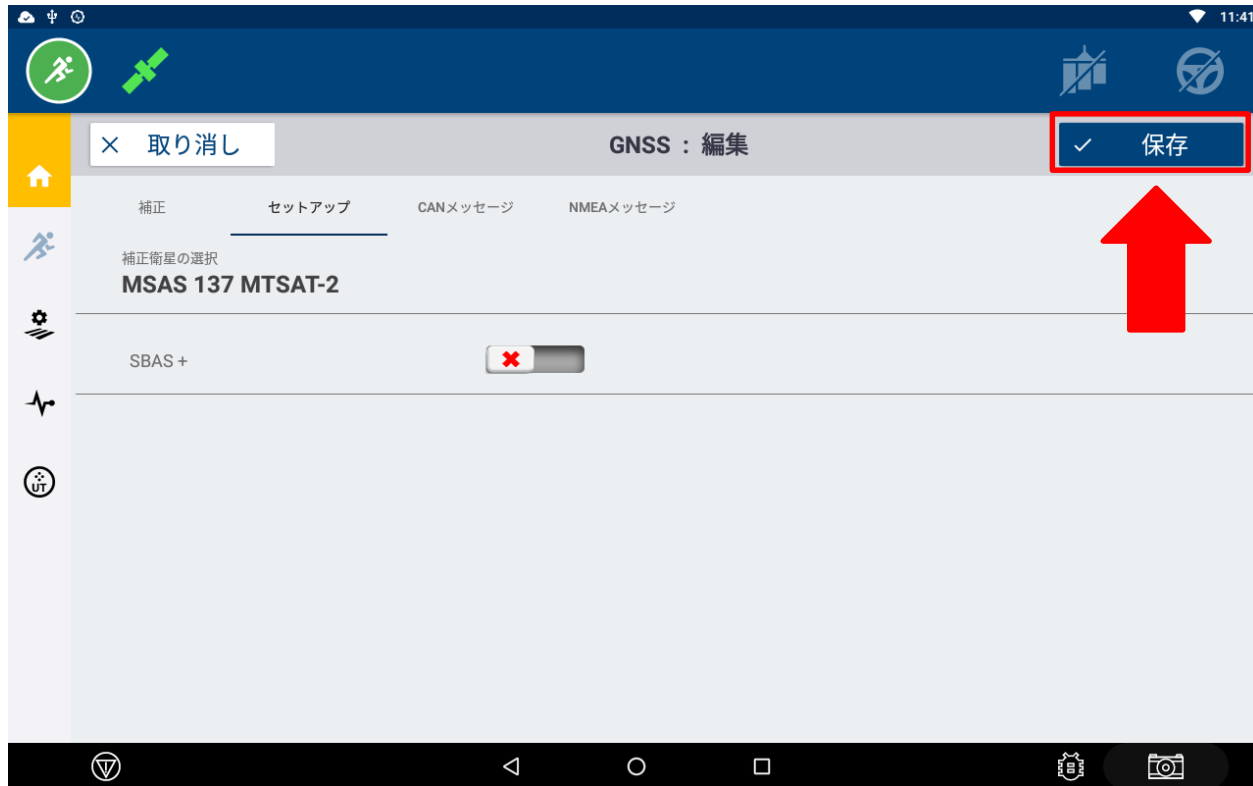 11:41
取り消し
GNSS : 編集
保存
補正
セットアップ
CANメッセージ
NMEAメッセージ
補正衛星の選択
MSAS 137 MTSAT-2
SBAS +
UT